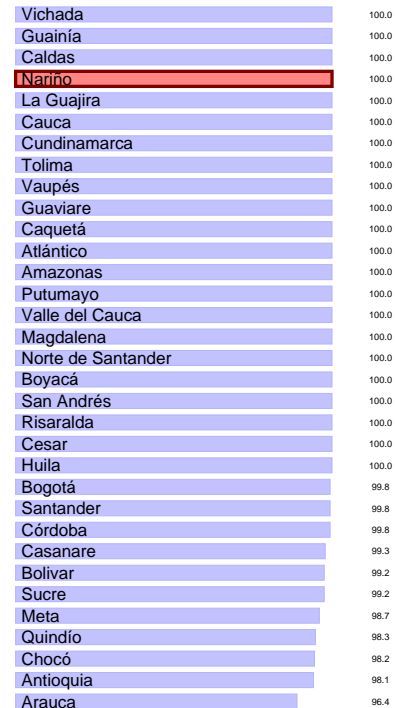 Vichada 100.0
Guainía 100.0
Caldas 100.0
Nariño 100.0
La Guajira 100.0
Cauca 100.0
Cundinamarca 100.0
Tolima 100.0
Vaupés 100.0
Guaviare 100.0
Caquetá 100.0
Atlántico 100.0
Amazonas 100.0
Putumayo 100.0
Valle del Cauca 100.0
Magdalena 100.0
Norte de Santander 100.0
Boyacá 100.0
San Andrés 100.0
Risaralda 100.0
Cesar 100.0
Huila 100.0
Bogotá 99.8
Santander 99.8
Córdoba 99.8
Casanare 99.3
Bolivar 99.2
Sucre 99.2
Meta 98.7
Quindío 98.3
Chocó 98.2
Antioquia 98.1
Arauca 96.4